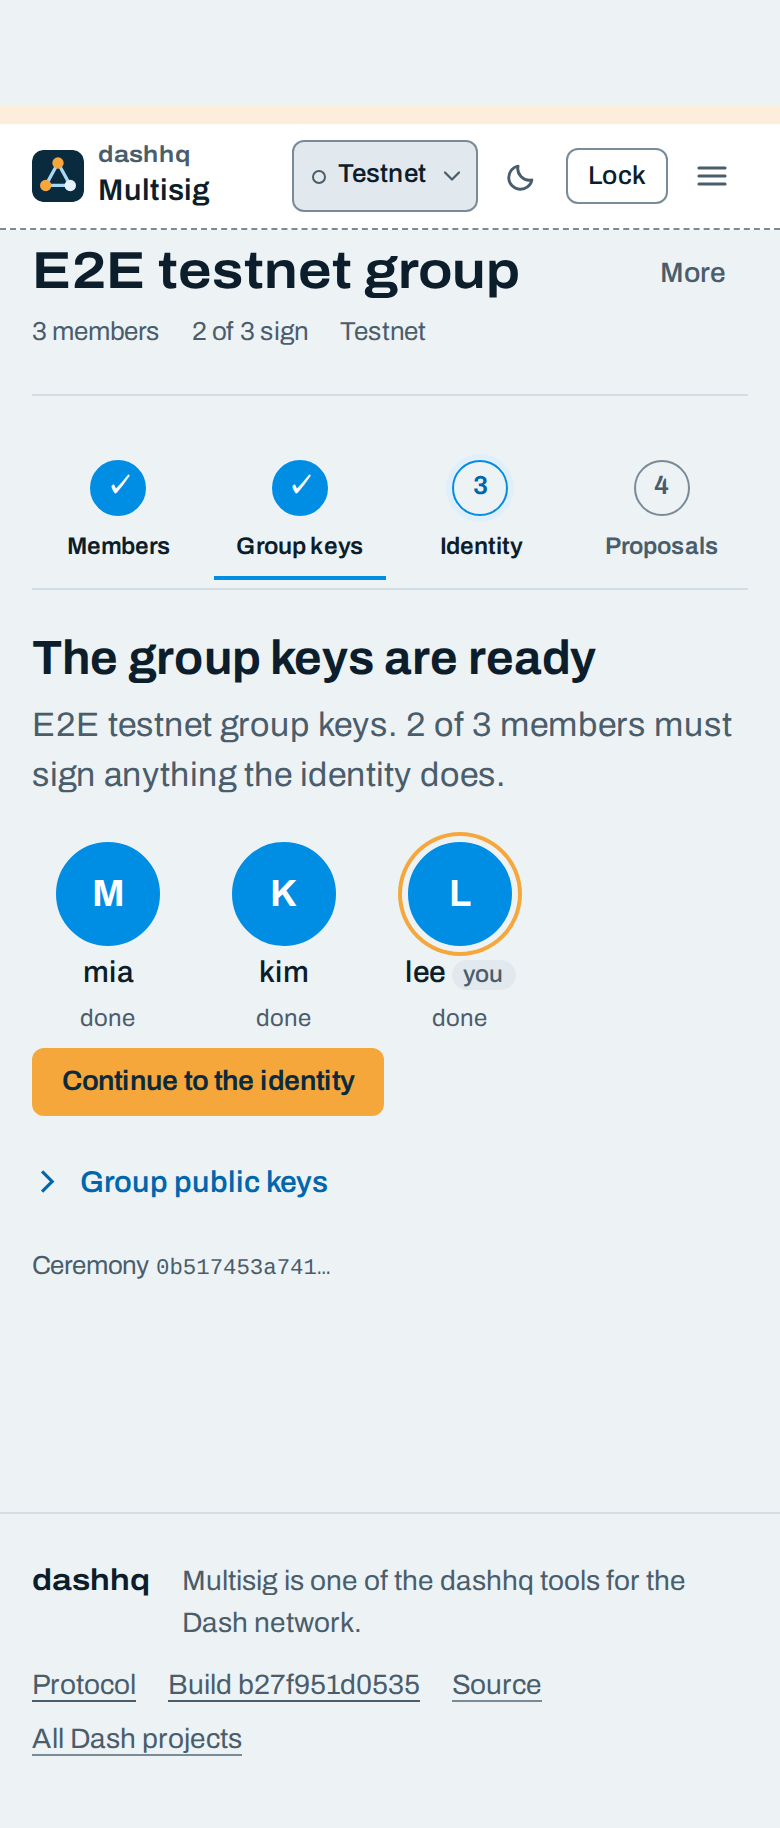 dashhq
Multisig
Testnet
Lock
E2E testnet group
More
3 members 2 of 3 sign Testnet
✓ ✓ 3 4
Members Group keys Identity Proposals
The group keys are ready
E2E testnet group keys. 2 of 3 members must
sign anything the identity does.
M K L
mia kim lee you
done done done
Continue to the identity
Group public keys
Ceremony 0b517453a741…
dashhq Multisig is one of the dashhq tools for the
Dash network.
Protocol Build b27f951d0535 Source
All Dash projects